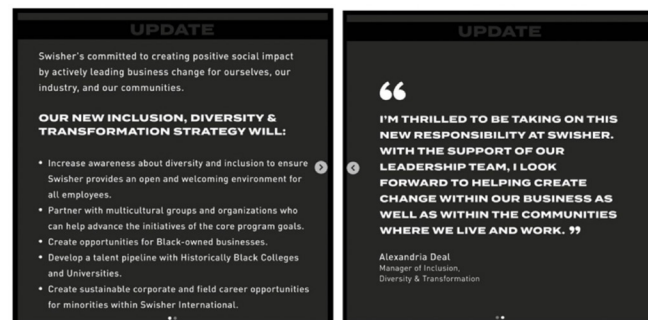 UPDATE
Swisher's committed to creating positive social impact
by actively leading business change for ourselves, our
industry, and our communities.
OUR NEW INCLUSION, DIVERSITY &
TRANSFORMATION STRATEGY WILL:
• Increase awareness about diversity and inclusion to ensure
Swisher provides an open and welcoming environment for
all employees.
• Partner with multicultural groups and organizations who
can help advance the initiatives of the core program goals.
• Create opportunities for Black-owned businesses.
• Develop a talent pipeline with Historically Black Colleges
and Universities.
• Create sustainable corporate and field career opportunities
for minorities within Swisher International.
UPDATE
“
I'M THRILLED TO BE TAKING ON THIS
NEW RESPONSIBILITY AT SWISHER.
WITH THE SUPPORT OF OUR
LEADERSHIP TEAM, I LOOK
FORWARD TO HELPING CREATE
CHANGE WITHIN OUR BUSINESS AS
WELL AS WITHIN THE COMMUNITIES
WHERE WE LIVE AND WORK. ”
Alexandria Deal
Manager of Inclusion,
Diversity & Transformation